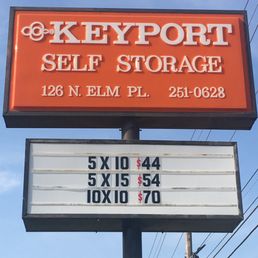 KEYPORT
SELF STORAGE
126 N. ELM PL. 251-0628
5 X 10 $44
5 X 15 $54
10X10 $70